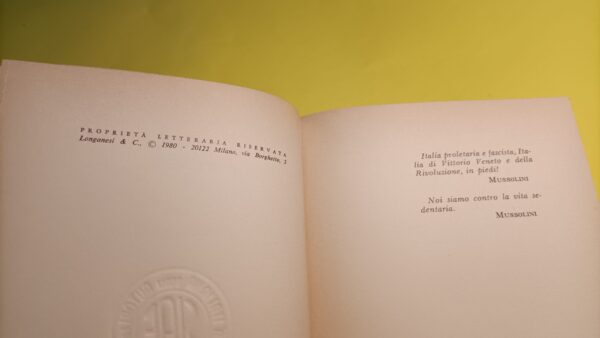 PROPRIETÀ LETTERARIA RISERVATA
Longanesi & C., © 1980 - 20122 Milano, via Borghetto, 5
Italia proletaria e fascista, Ita-
lia di Vittorio Veneto e della
Rivoluzione, in piedi!
MUSSOLINI
Noi siamo contro la vita se-
dentaria.
MUSSOLINI